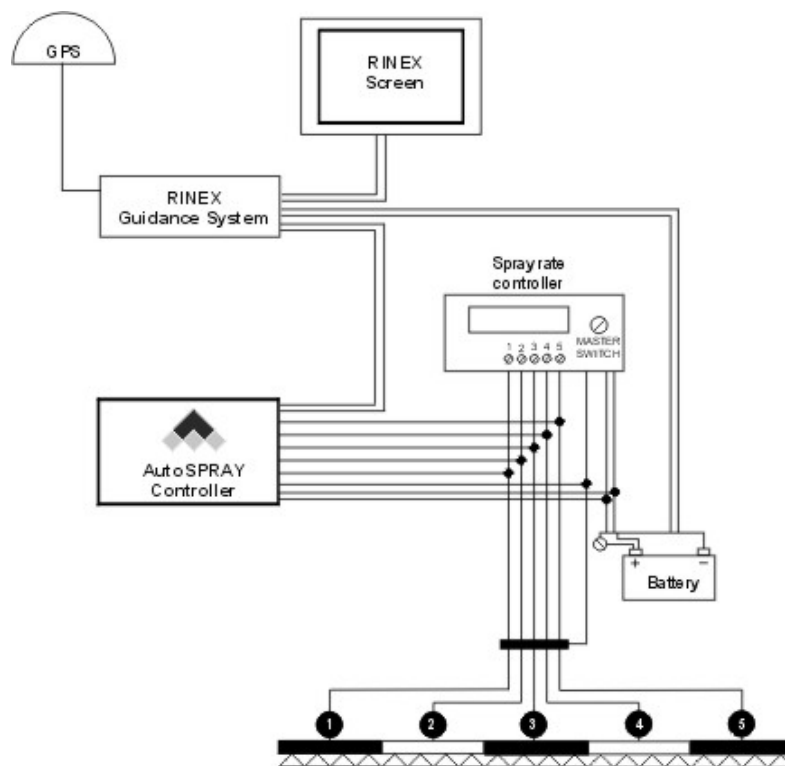 GPS
RINEX
Screen
RINEX
Guidance System
Spray rate
controller
1 2 3 4 5
MASTER
SWITCH
AutoSPRAY
Controller
+ −
Battery
1 2 3 4 5